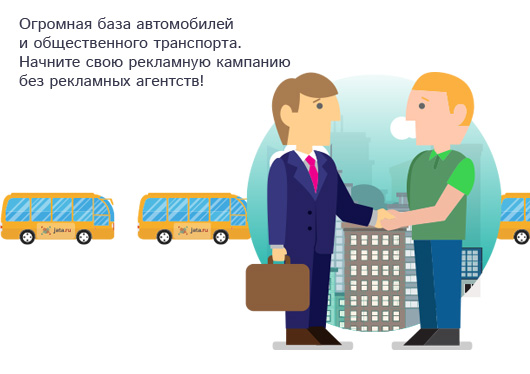 Огромная база автомобилей
и общественного транспорта.
Начните свою рекламную кампанию
без рекламных агентств!
jeta.ru
jeta.ru